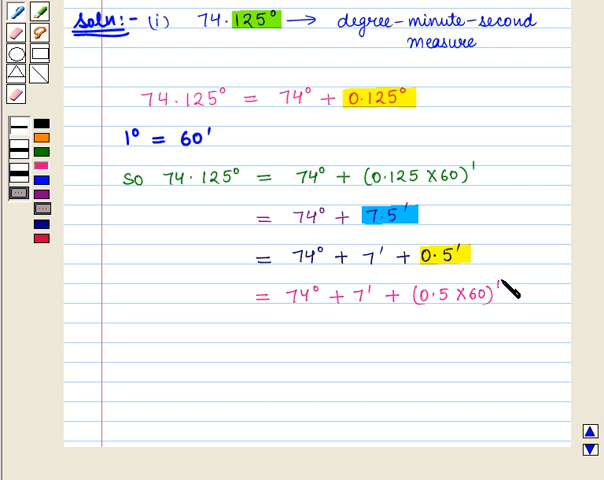 Soln:- (i) 74.125° → degree-minute-second
measure
74.125° = 74° + 0.125°
1° = 60'
So 74.125° = 74° + (0.125 × 60)'
= 74° + 7.5'
= 74° + 7' + 0.5'
= 74° + 7' + (0.5 × 60)'